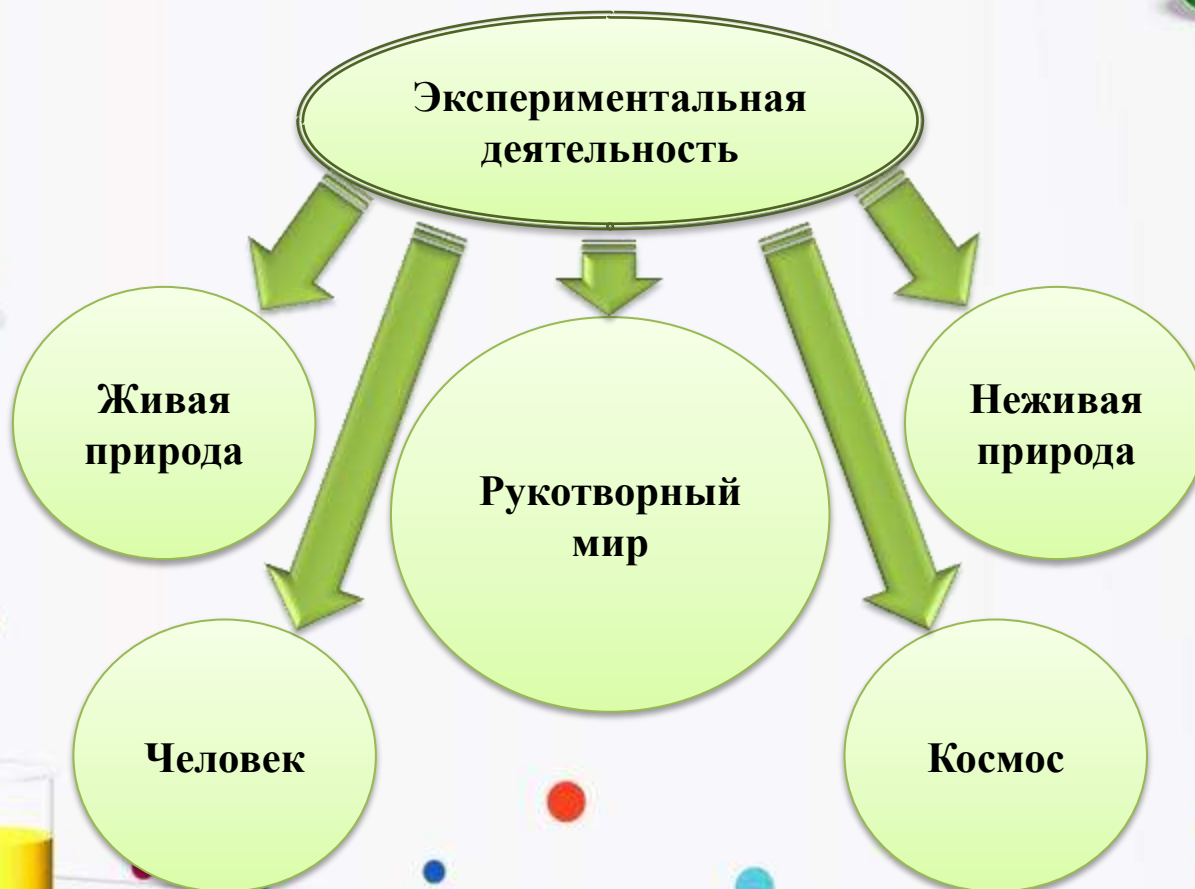 Экспериментальная
деятельность
Живая
природа
Неживая
природа
Рукотворный
мир
Человек
Космос